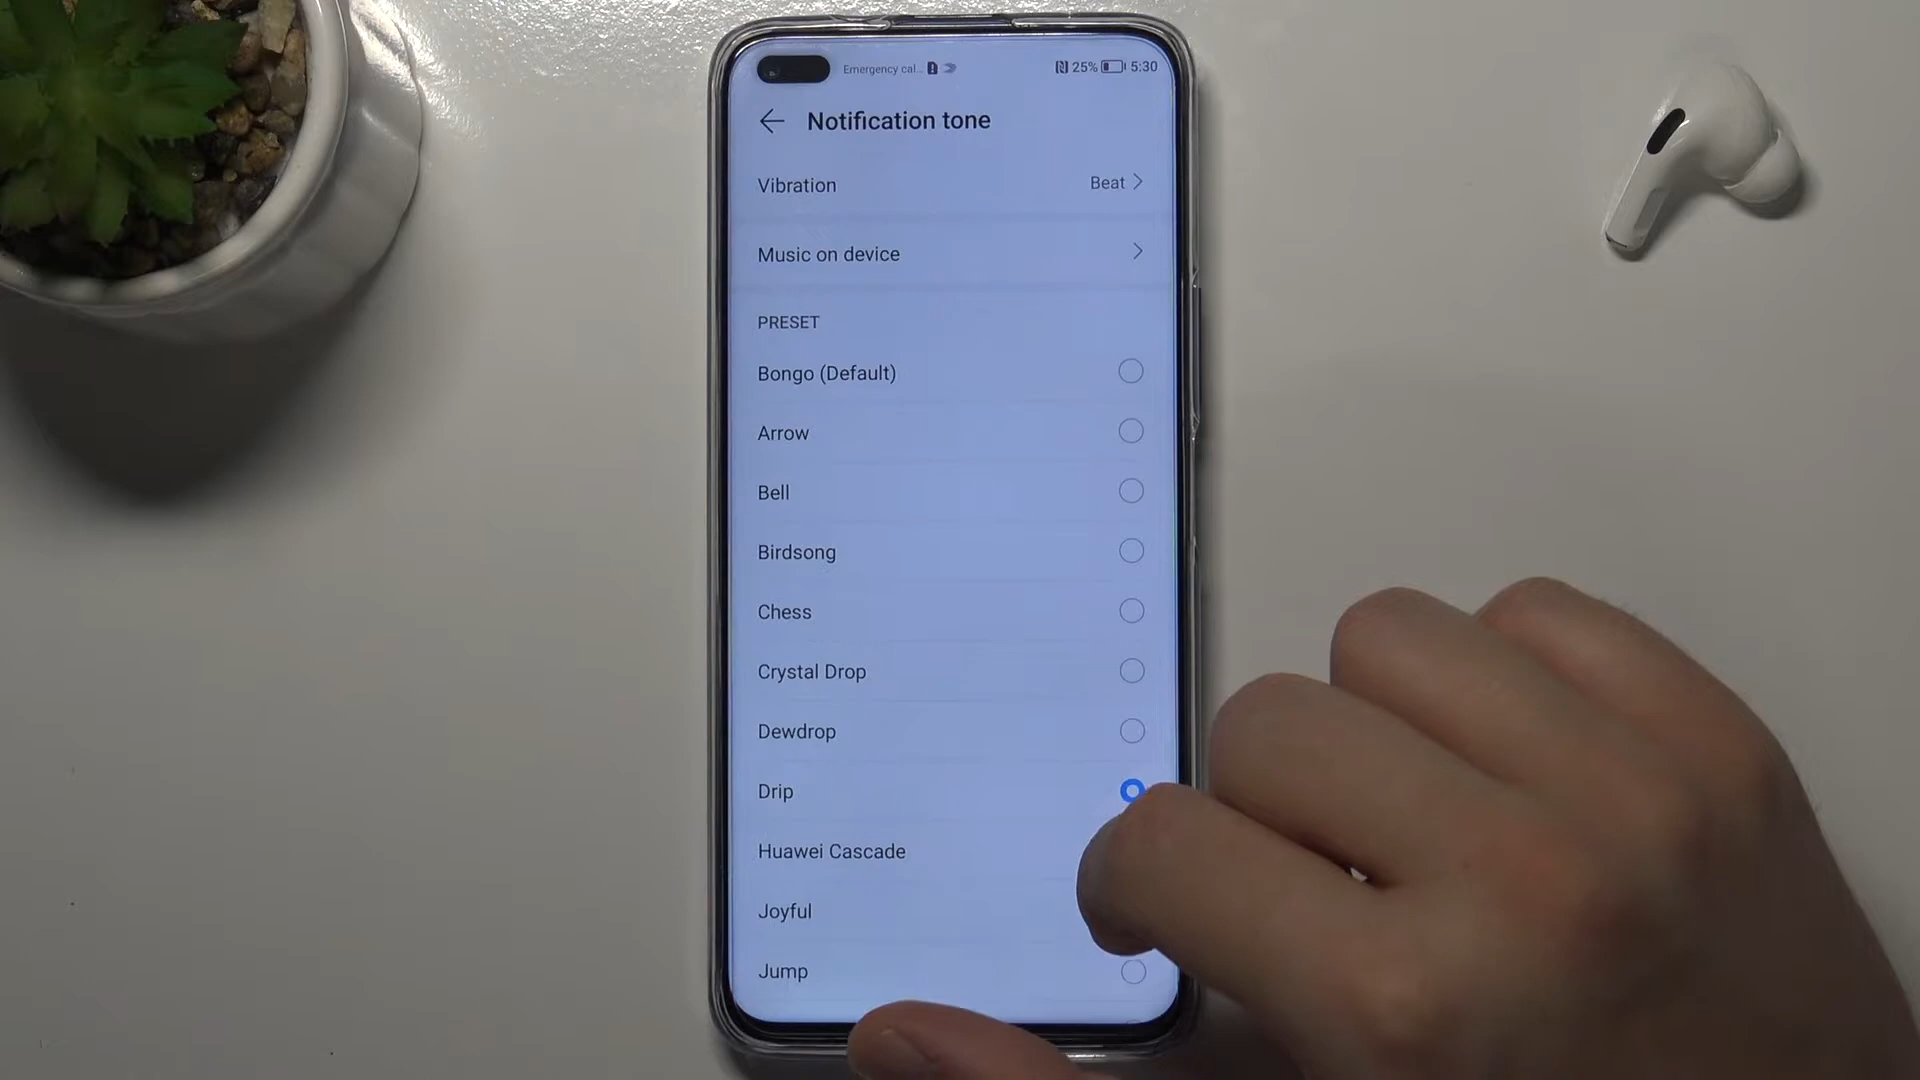 Emergency cal... 25% 5:30
Notification tone
Vibration Beat
Music on device
PRESET
Bongo (Default)
Arrow
Bell
Birdsong
Chess
Crystal Drop
Dewdrop
Drip
Huawei Cascade
Joyful
Jump